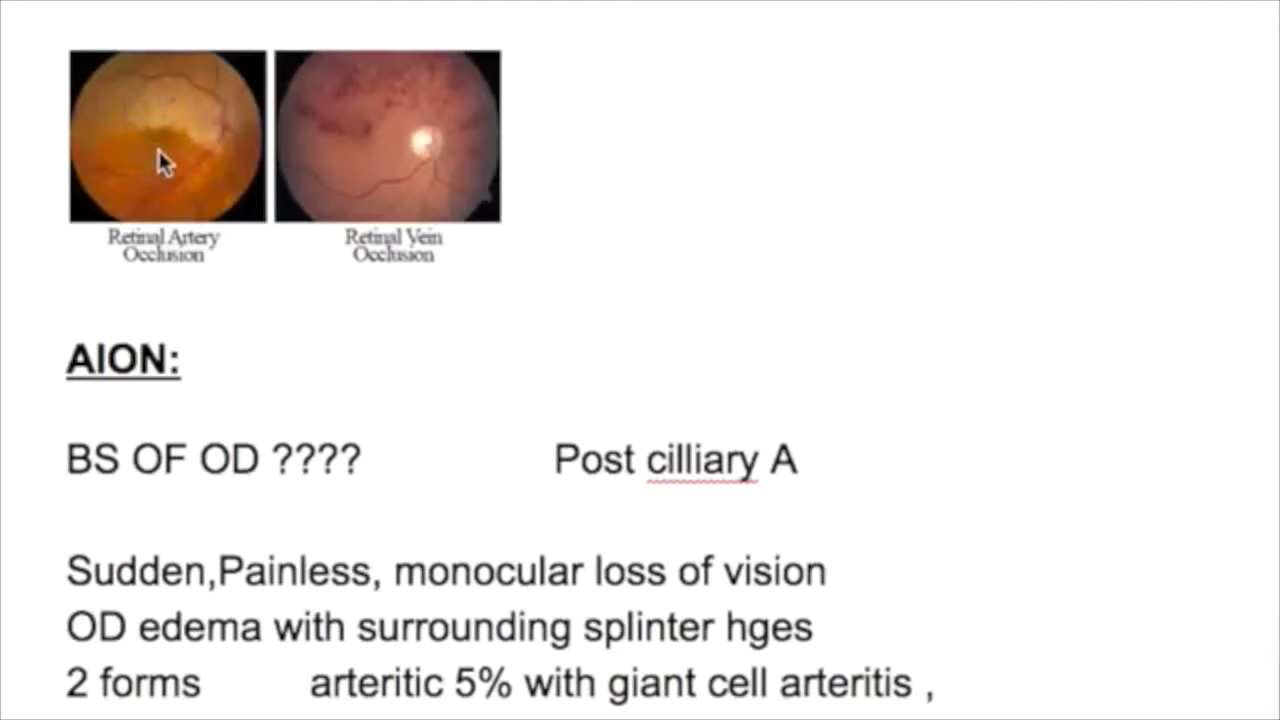 Retinal Artery Occlusion
Retinal Vein Occlusion
AION:
BS OF OD ???? Post cilliary A
Sudden,Painless, monocular loss of vision
OD edema with surrounding splinter hges
2 forms arteritic 5% with giant cell arteritis ,